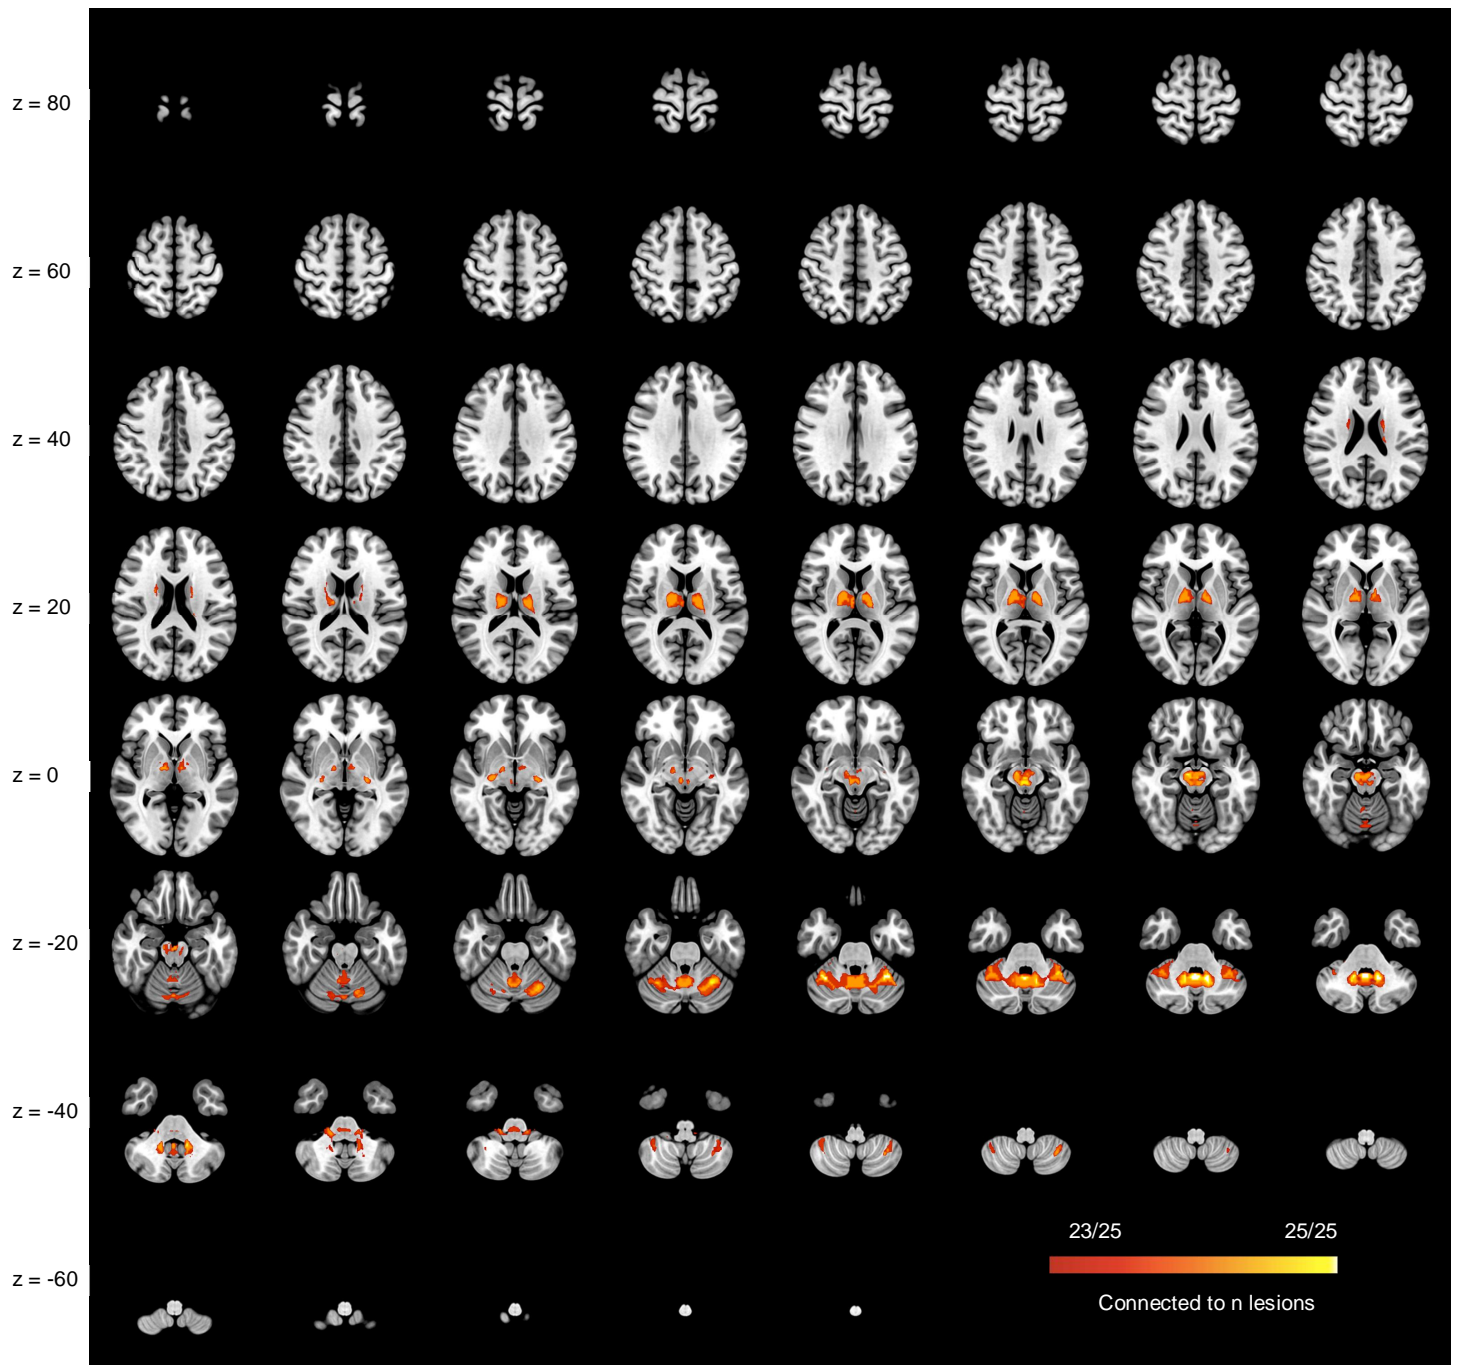 z = 80
z = 60
z = 40
z = 20
z = 0
z = -20
z = -40
23/25 25/25
Connected to n lesions
z = -60